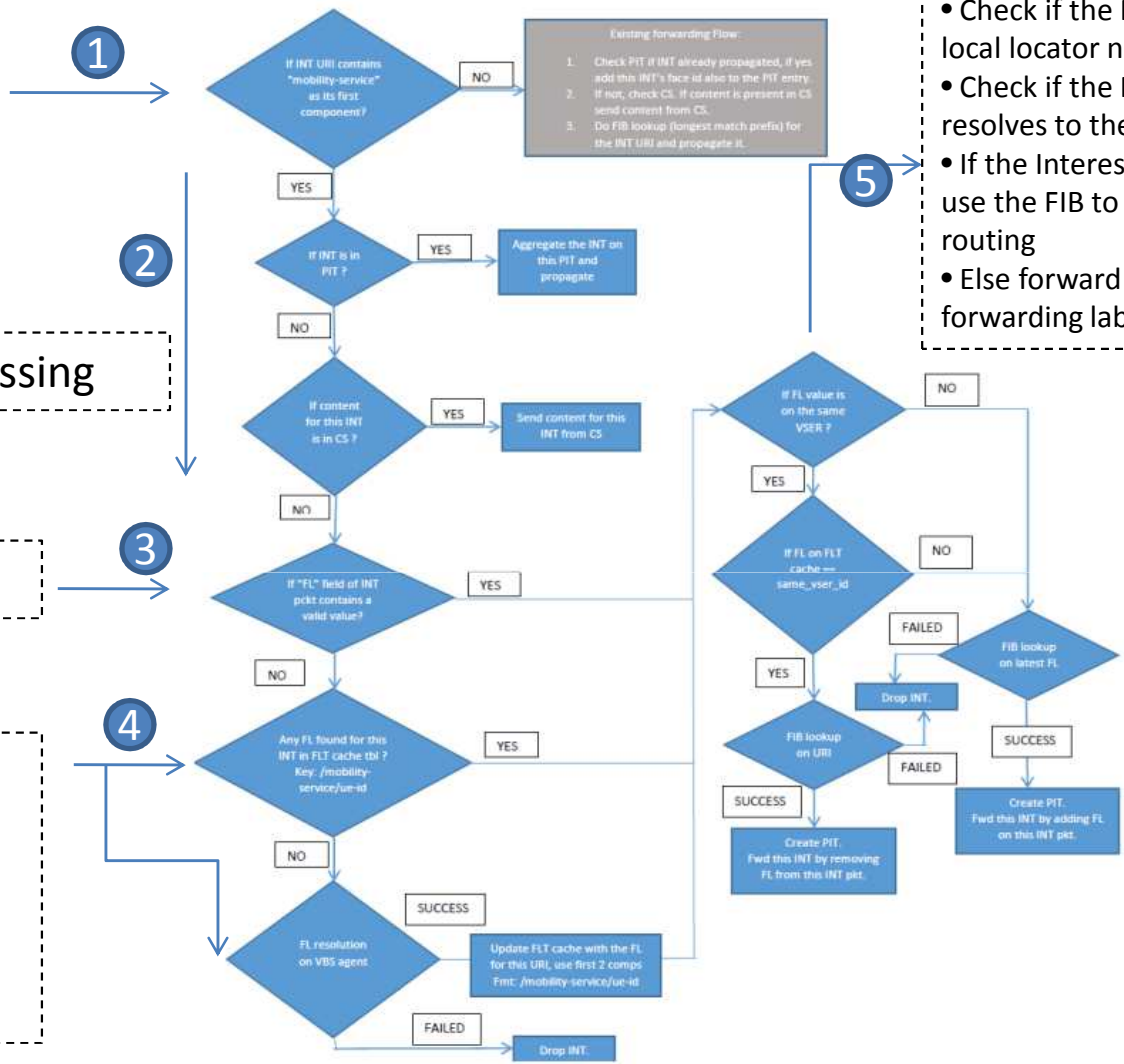 1
If INT URI contains
"mobility-service"
as its first
component?
NO
Existing forwarding Flow:
1. Check PIT if INT already propagated, if yes
add this INT's face id also to the PIT entry.
2. If not, check CS. If content is present in CS
send content from CS.
3. Do FIB lookup (longest match prefix) for
the INT URI and propagate it.
YES
2
If INT is in
PIT ?
YES
Aggregate the INT on
this PIT and
propagate
NO
ssing
If content
for this INT
is in CS ?
YES
Send content for this
INT from CS
NO
3
If "FL" field of INT
pckt contains a
valid value?
YES
NO
4
Any FL found for this
INT in FLT cache tbl ?
Key: /mobility-
service/ue-id
YES
NO
FL resolution
on VBS agent
SUCCESS
Update FLT cache with the FL
for this URI, use first 2 comps
Fmt: /mobility-service/ue-id
FAILED
Drop INT.
5
• Check if the
local locator n
• Check if the
resolves to the
• If the Interes
use the FIB to
routing
• Else forward
forwarding lab
If FL value is
on the same
VSER ?
NO
YES
If FL on FLT
cache ==
same_vser_id
NO
YES
FIB lookup
on latest FL
FAILED
Drop INT.
FIB lookup
on URI
FAILED
SUCCESS
SUCCESS
Create PIT.
Fwd this INT by removing
FL from this INT pkt.
Create PIT.
Fwd this INT by adding FL
on this INT pkt.